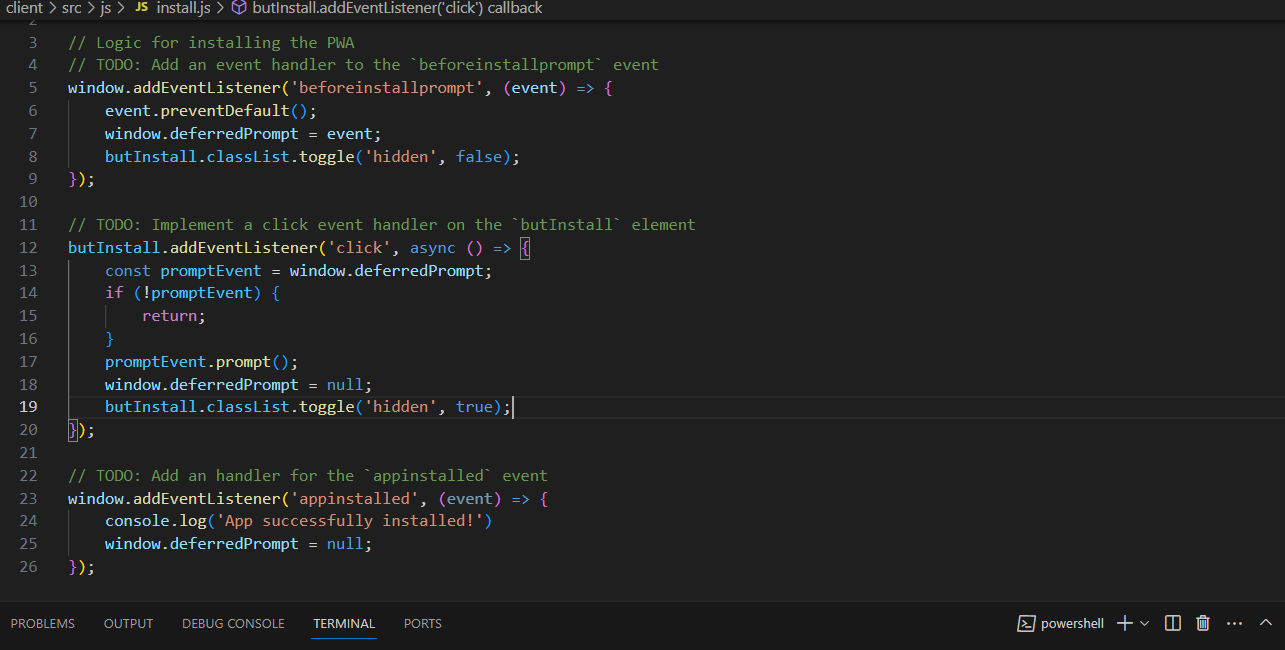 client > src > js > JS install.js > butInstall.addEventListener('click') callback
2
3 // Logic for installing the PWA
4 // TODO: Add an event handler to the `beforeinstallprompt` event
5 window.addEventListener('beforeinstallprompt', (event) => {
6     event.preventDefault();
7     window.deferredPrompt = event;
8     butInstall.classList.toggle('hidden', false);
9 });
10
11 // TODO: Implement a click event handler on the `butInstall` element
12 butInstall.addEventListener('click', async () => {
13     const promptEvent = window.deferredPrompt;
14     if (!promptEvent) {
15         return;
16     }
17     promptEvent.prompt();
18     window.deferredPrompt = null;
19     butInstall.classList.toggle('hidden', true);
20 });
21
22 // TODO: Add an handler for the `appinstalled` event
23 window.addEventListener('appinstalled', (event) => {
24     console.log('App successfully installed!')
25     window.deferredPrompt = null;
26 });
PROBLEMS OUTPUT DEBUG CONSOLE TERMINAL PORTS powershell